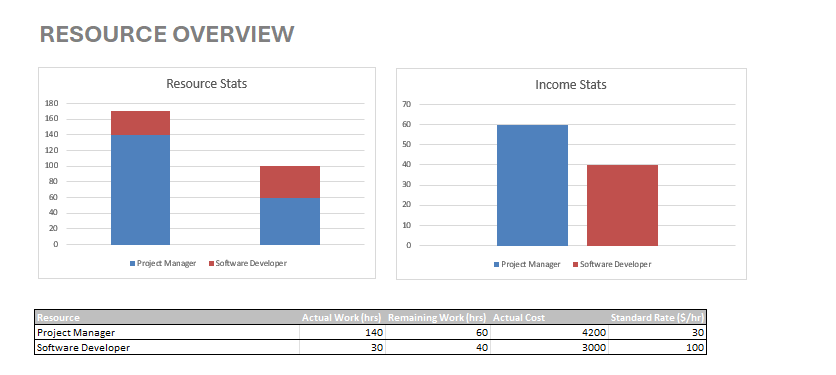 RESOURCE OVERVIEW
Resource Stats
180
160
140
120
100
80
60
40
20
0
Project Manager Software Developer
Income Stats
70
60
50
40
30
20
10
0
Project Manager Software Developer
Resource Actual Work (hrs) Remaining Work (hrs) Actual Cost Standard Rate ($/hr)
Project Manager 140 60 4200 30
Software Developer 30 40 3000 100